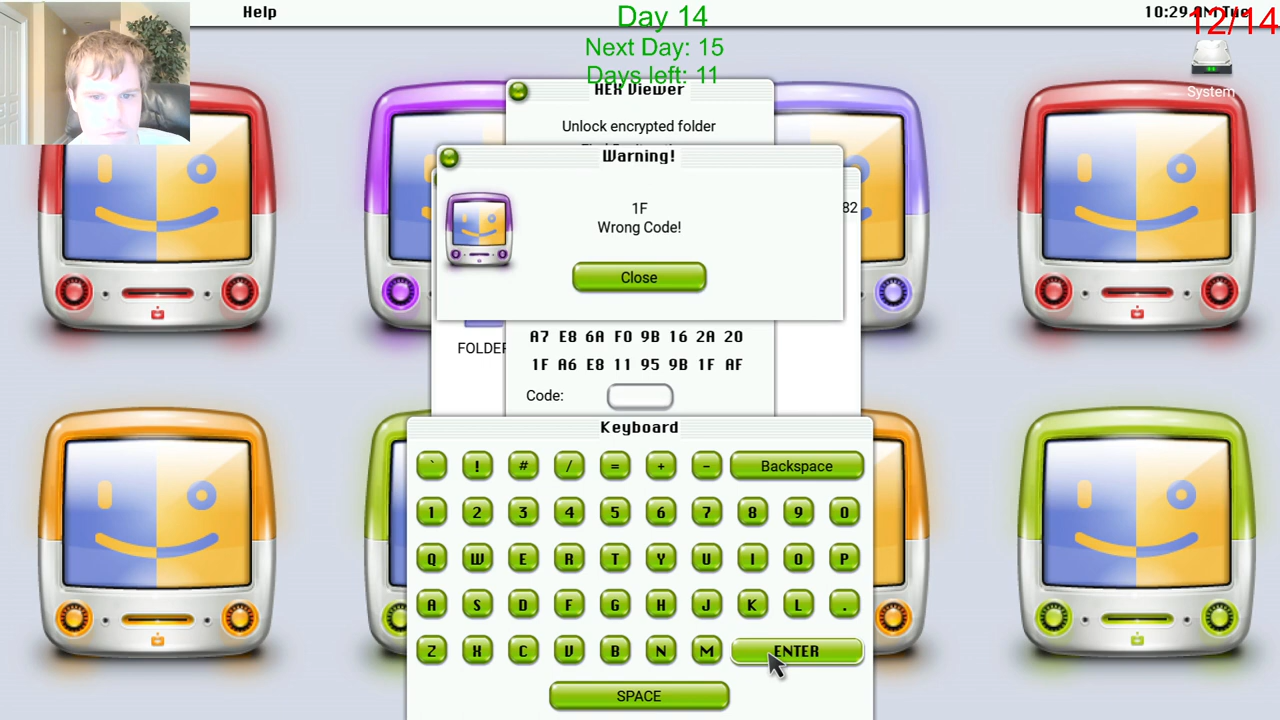 Help
Day 14
10:29 AM Tue
12/14
Next Day: 15
Days left: 11
HEX Viewer
System
Unlock encrypted folder
Warning!
1F
82
Wrong Code!
Close
A7 E8 6A F0 9B 16 2A 20
FOLDER
1F A6 E8 11 95 9B 1F AF
Code:
Keyboard
` ! # / = + - Backspace
1 2 3 4 5 6 7 8 9 0
Q W E R T Y U I O P
A S D F G H J K L .
Z X C V B N M ENTER
SPACE